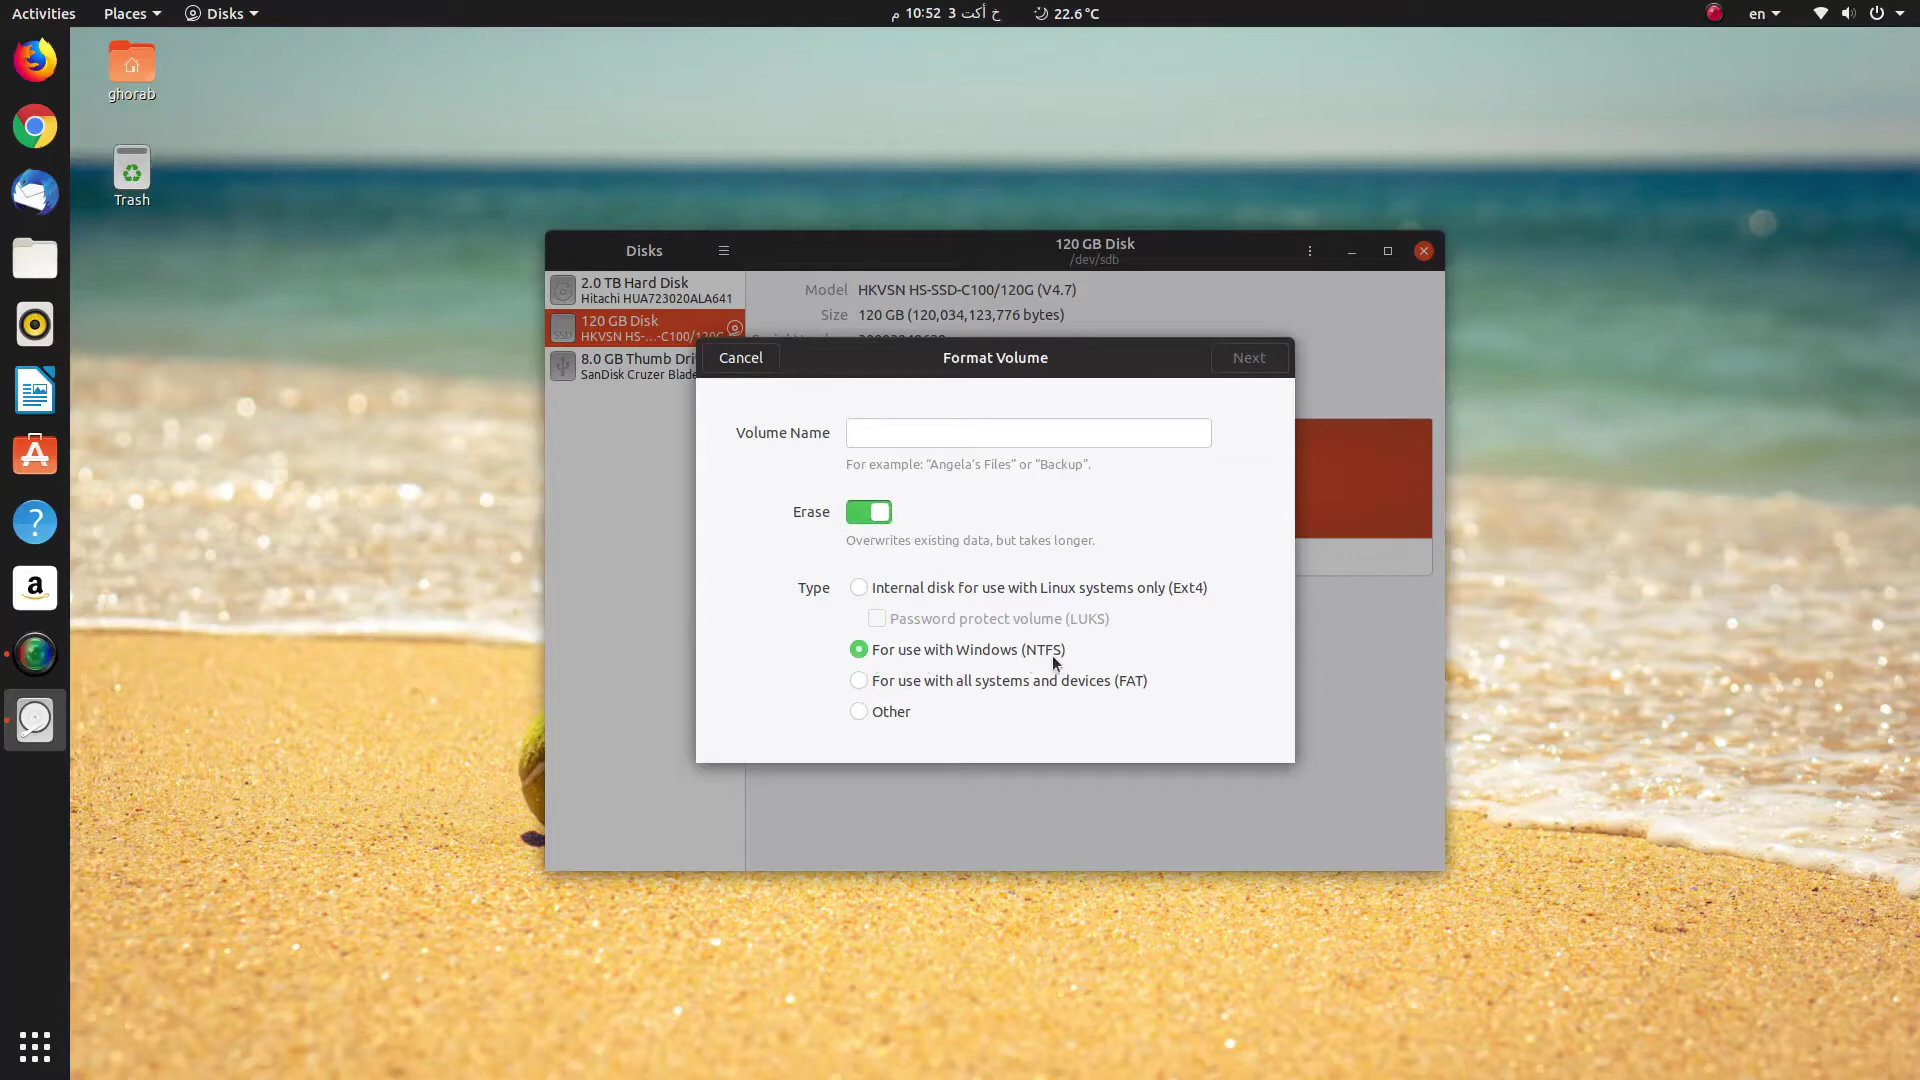 Activities
Places
Disks
خ أكت 3 10:52 م
22.6 °C
en
ghorab
Trash
Disks
120 GB Disk
/dev/sdb
2.0 TB Hard Disk
Hitachi HUA723020ALA641
120 GB Disk
HKVSN HS-...-C100/120G
8.0 GB Thumb Dri
SanDisk Cruzer Blade
Model HKVSN HS-SSD-C100/120G (V4.7)
Size 120 GB (120,034,123,776 bytes)
Cancel
Format Volume
Next
Volume Name
For example: “Angela’s Files” or “Backup”.
Erase
Overwrites existing data, but takes longer.
Type
Internal disk for use with Linux systems only (Ext4)
Password protect volume (LUKS)
For use with Windows (NTFS)
For use with all systems and devices (FAT)
Other